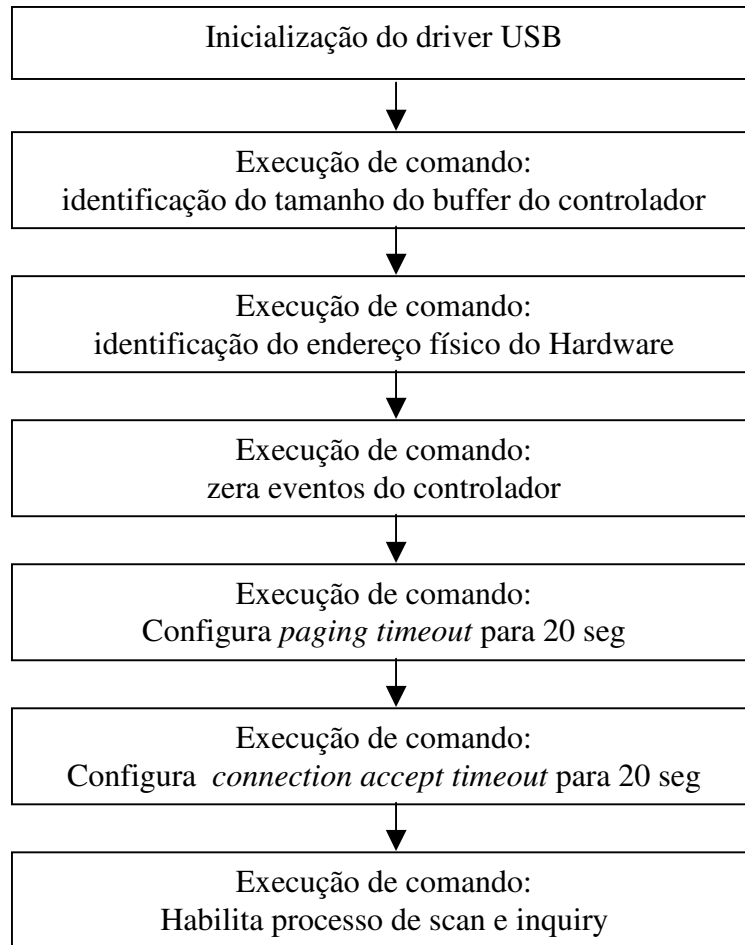 Inicialização do driver USB
Execução de comando:
identificação do tamanho do buffer do controlador
Execução de comando:
identificação do endereço físico do Hardware
Execução de comando:
zera eventos do controlador
Execução de comando:
Configura paging timeout para 20 seg
Execução de comando:
Configura connection accept timeout para 20 seg
Execução de comando:
Habilita processo de scan e inquiry